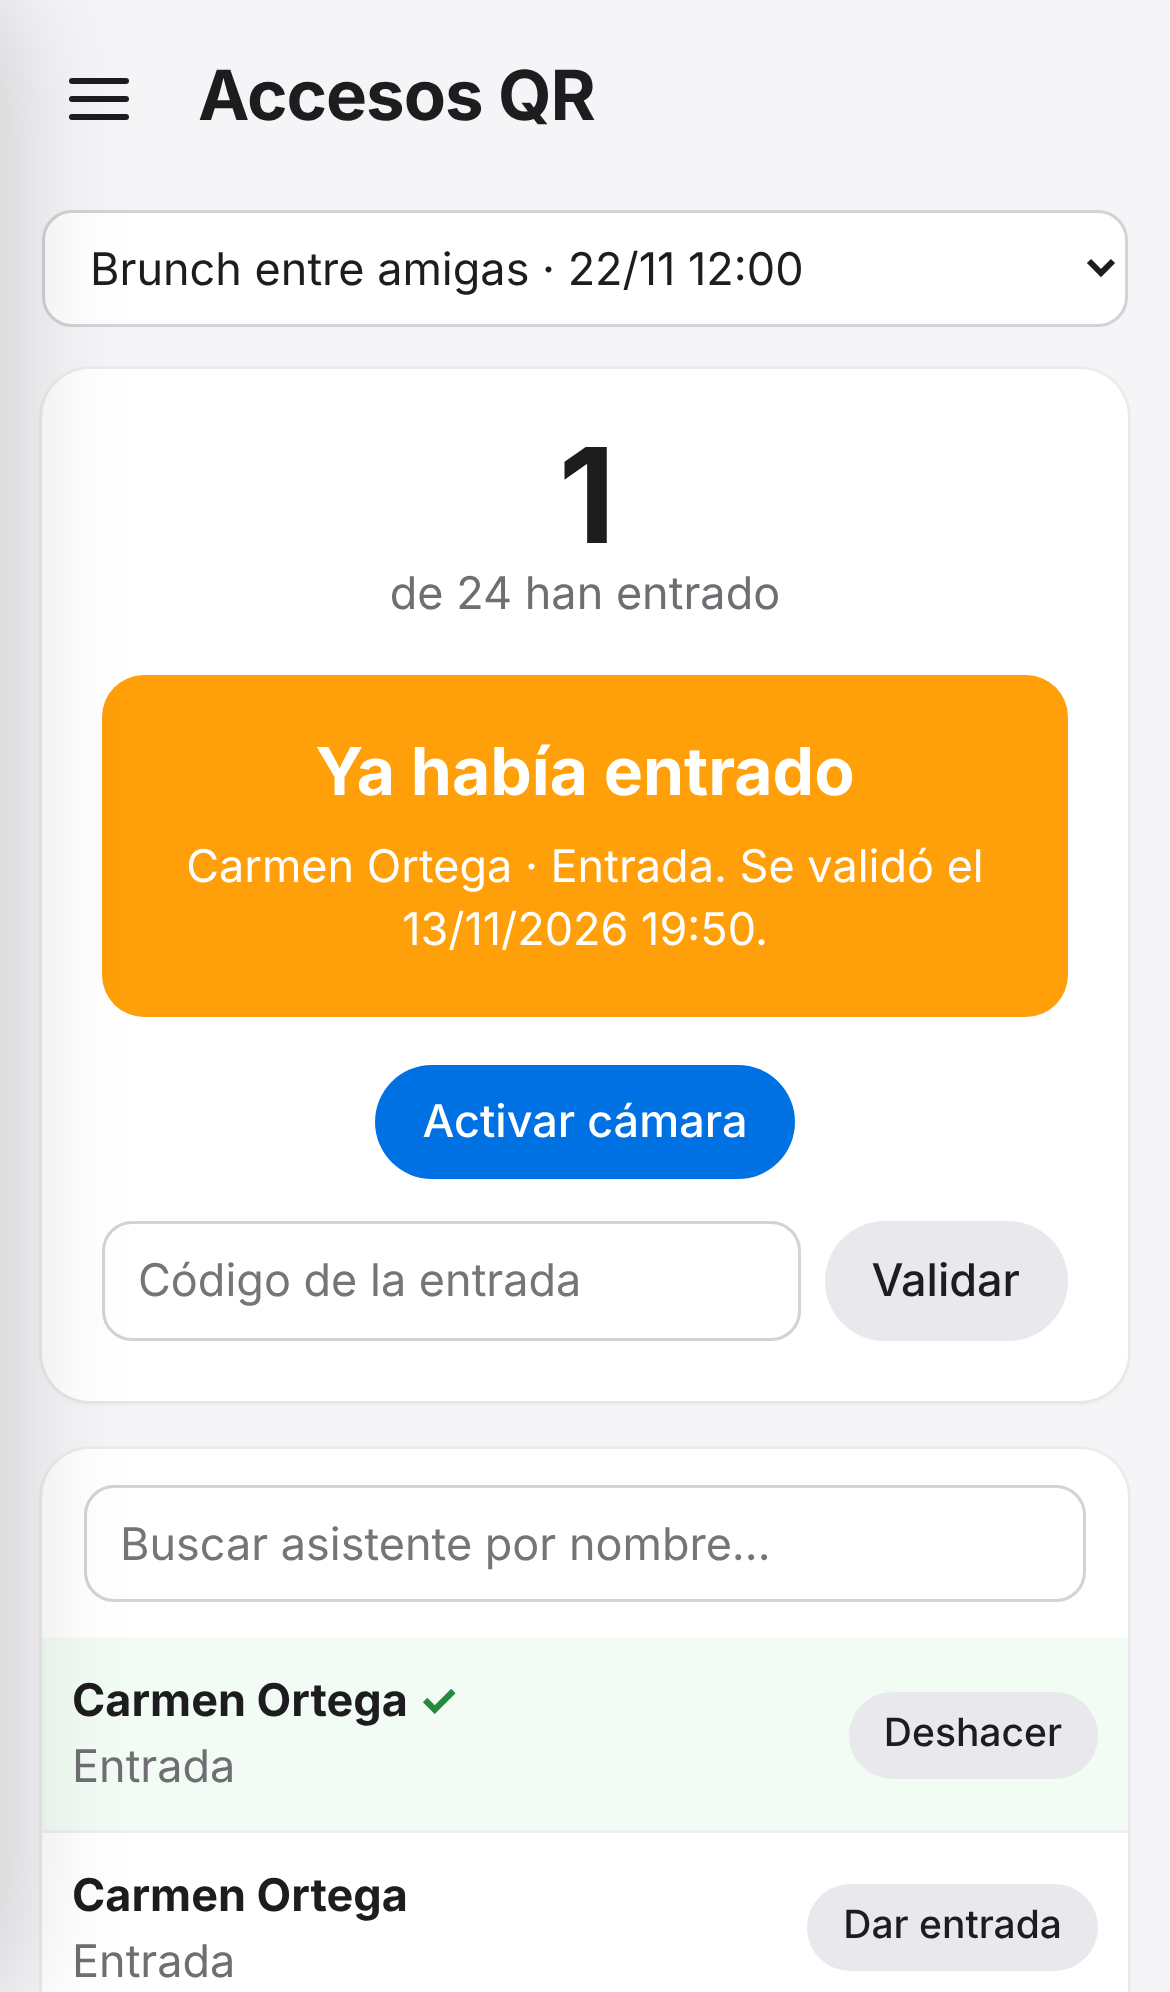 Accesos QR
Brunch entre amigas · 22/11 12:00
1
de 24 han entrado
Ya había entrado
Carmen Ortega · Entrada. Se validó el
13/11/2026 19:50.
Activar cámara
Código de la entrada
Validar
Buscar asistente por nombre...
Carmen Ortega ✓
Entrada
Deshacer
Carmen Ortega
Entrada
Dar entrada